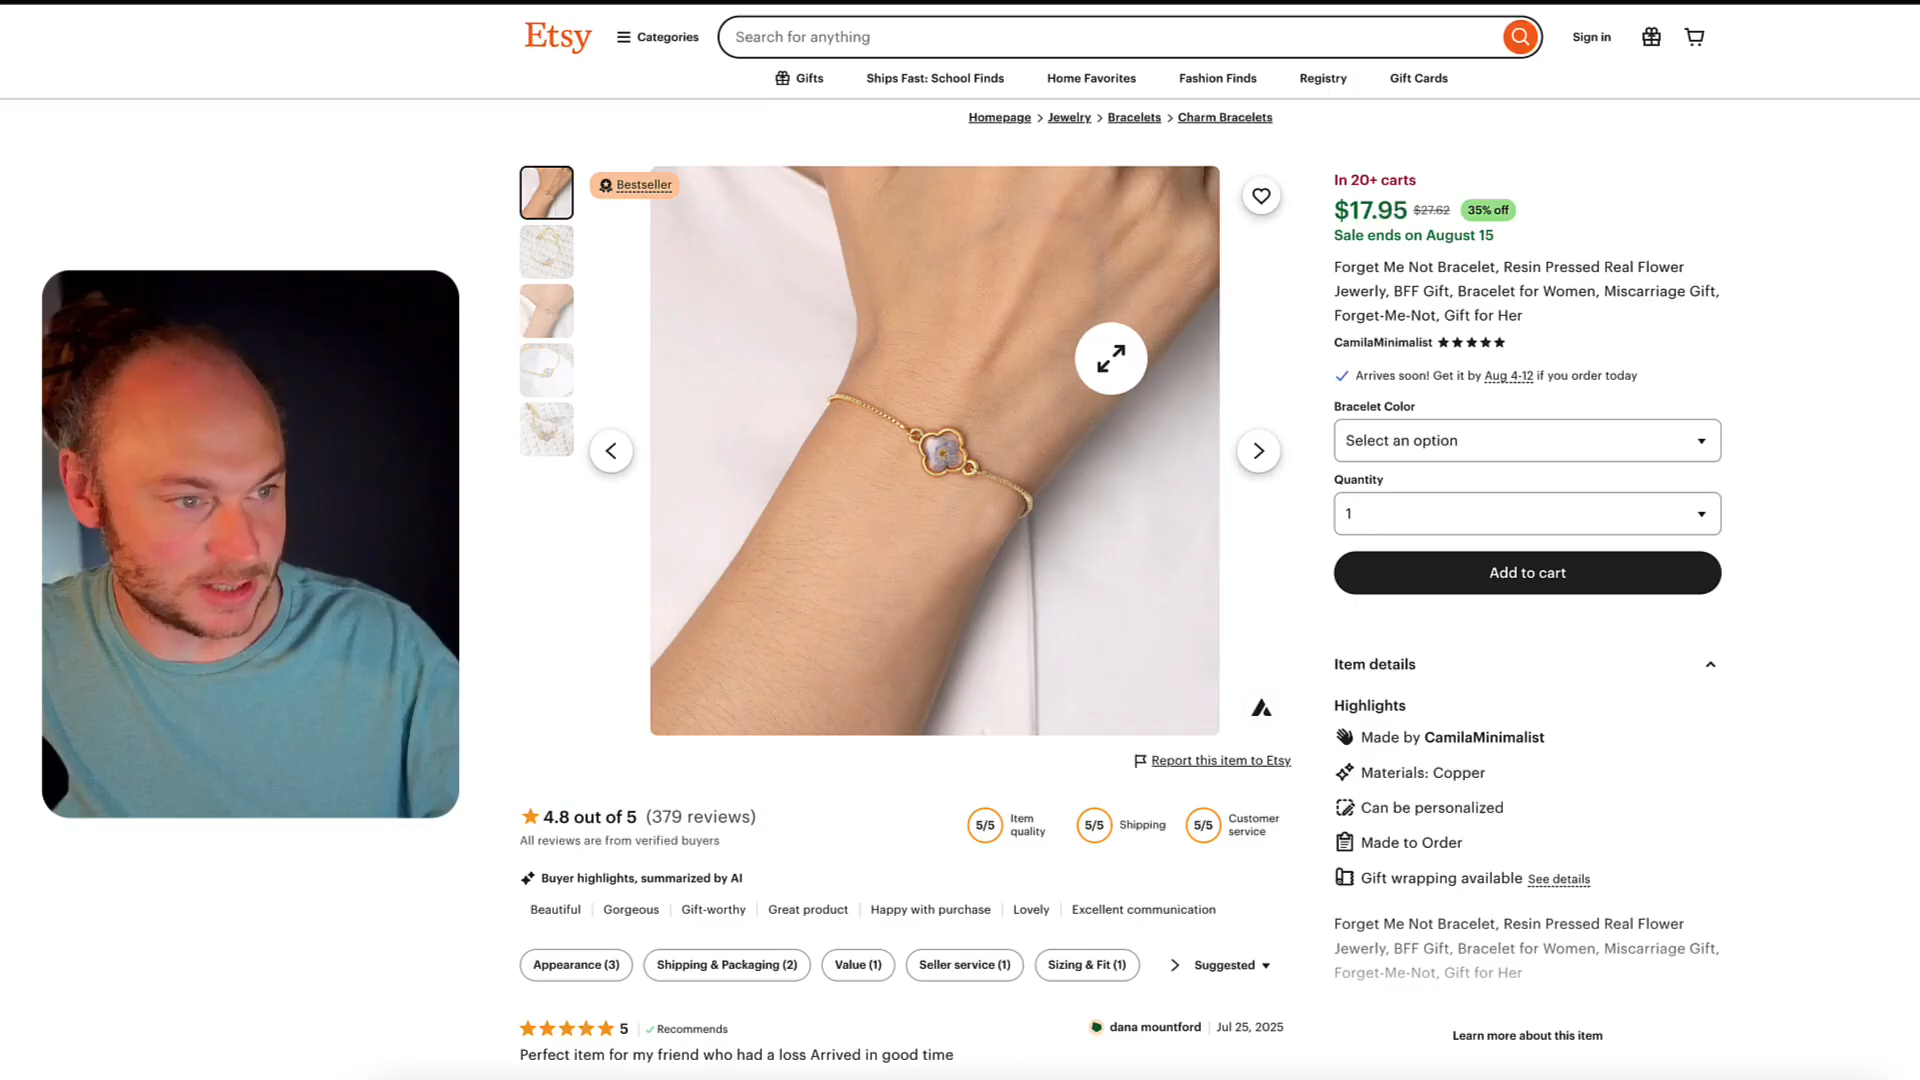 Etsy
Categories
Search for anything
Sign in
Gifts
Ships Fast: School Finds
Home Favorites
Fashion Finds
Registry
Gift Cards
Homepage > Jewelry > Bracelets > Charm Bracelets
Bestseller
In 20+ carts
$17.95 $27.62 35% off
Sale ends on August 15
Forget Me Not Bracelet, Resin Pressed Real Flower
Jewerly, BFF Gift, Bracelet for Women, Miscarriage Gift,
Forget-Me-Not, Gift for Her
CamilaMinimalist
Arrives soon! Get it by Aug 4-12 if you order today
Bracelet Color
Select an option
Quantity
1
Add to cart
Item details
Highlights
Made by CamilaMinimalist
Materials: Copper
Can be personalized
Made to Order
Gift wrapping available See details
Forget Me Not Bracelet, Resin Pressed Real Flower
Jewerly, BFF Gift, Bracelet for Women, Miscarriage Gift,
Forget-Me-Not, Gift for Her
Learn more about this item
Report this item to Etsy
4.8 out of 5 (379 reviews)
All reviews are from verified buyers
5/5 Item quality
5/5 Shipping
5/5 Customer service
Buyer highlights, summarized by AI
Beautiful
Gorgeous
Gift-worthy
Great product
Happy with purchase
Lovely
Excellent communication
Appearance (3)
Shipping & Packaging (2)
Value (1)
Seller service (1)
Sizing & Fit (1)
Suggested
5 Recommends
dana mountford Jul 25, 2025
Perfect item for my friend who had a loss Arrived in good time